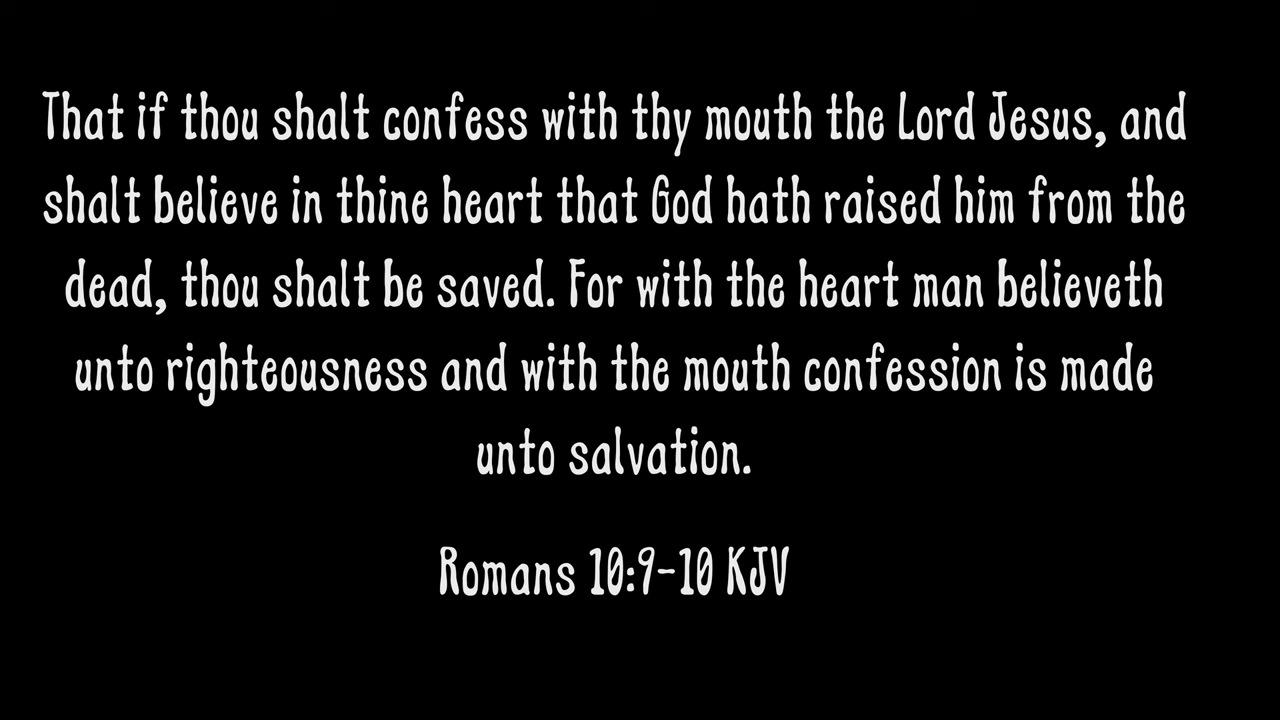 That if thou shalt confess with thy mouth the Lord Jesus, and
shalt believe in thine heart that God hath raised him from the
dead, thou shalt be saved. For with the heart man believeth
unto righteousness and with the mouth confession is made
unto salvation.
Romans 10:9-10 KJV